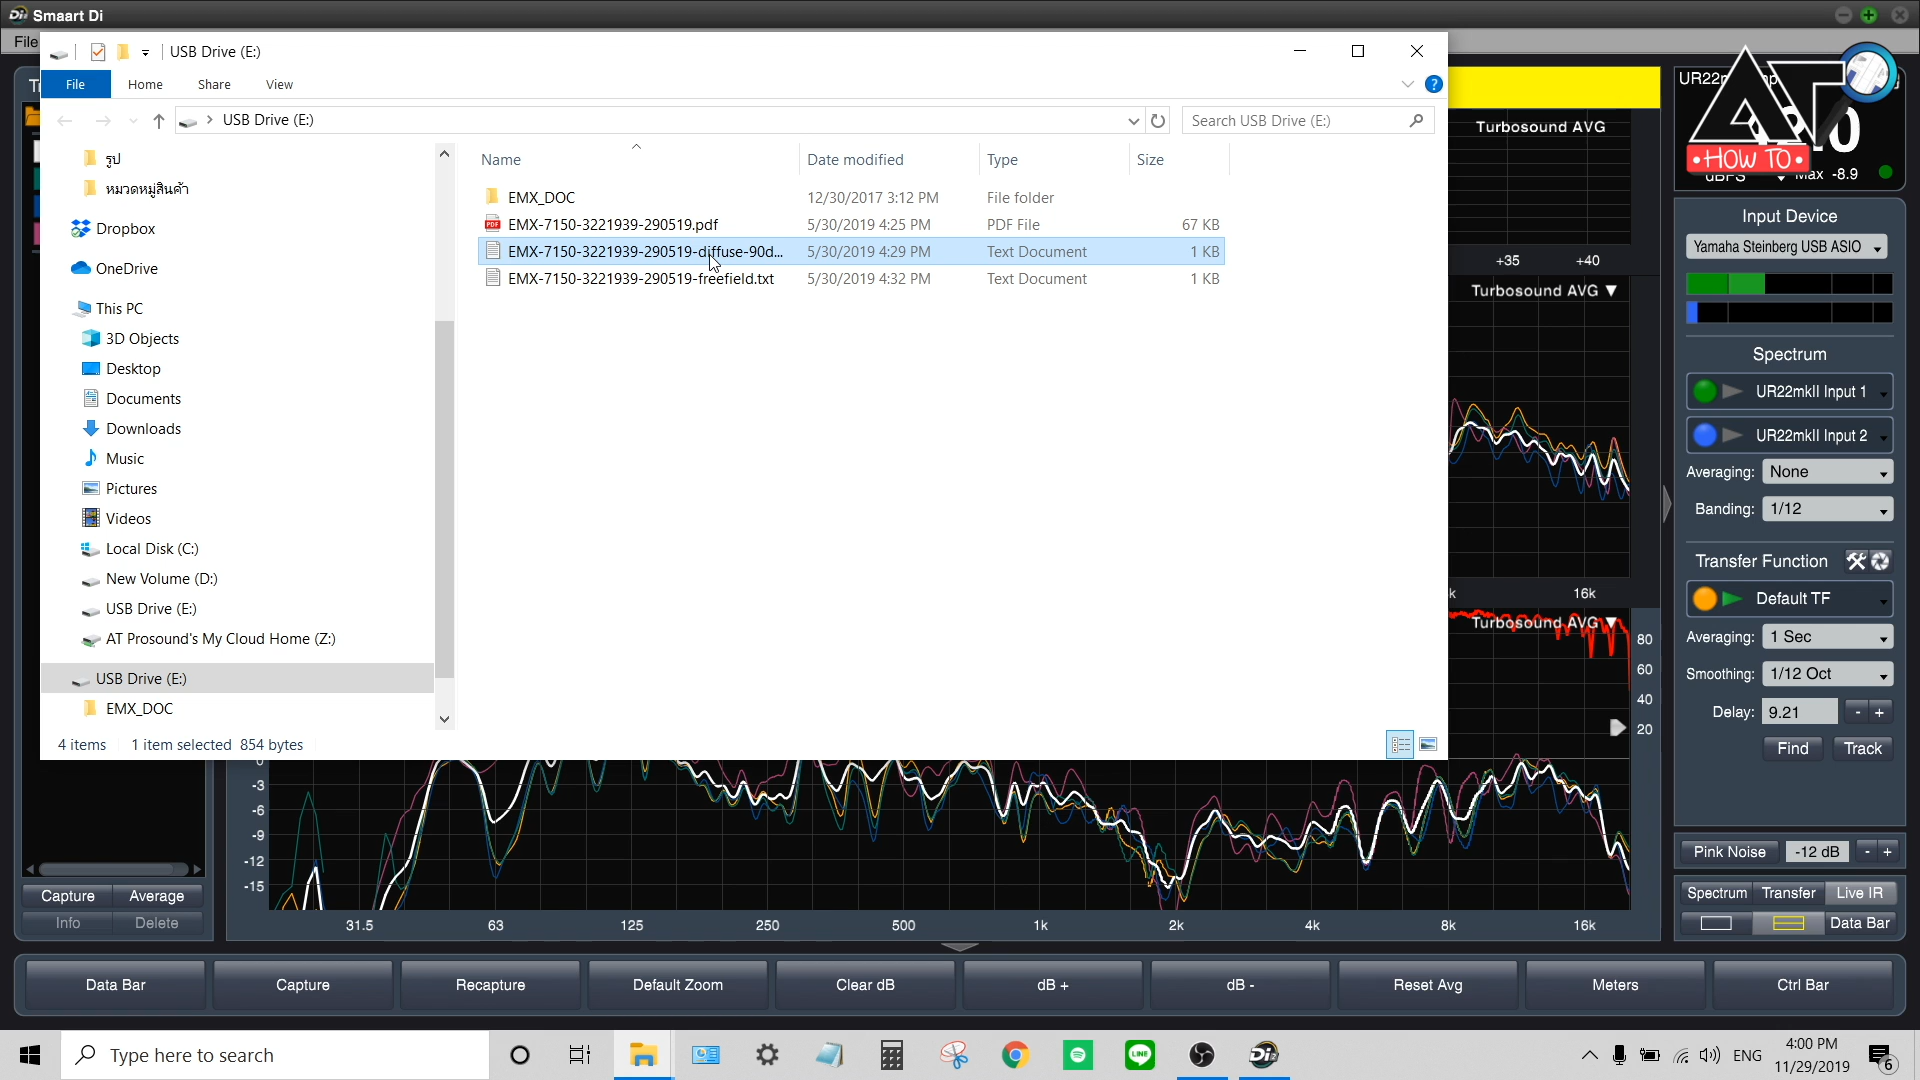 Smaart Di
File
USB Drive (E:)
File
Home
Share
View
USB Drive (E:)
Search USB Drive (E:)
รูป
หมวดหมู่สินค้า
Dropbox
OneDrive
This PC
3D Objects
Desktop
Documents
Downloads
Music
Pictures
Videos
Local Disk (C:)
New Volume (D:)
USB Drive (E:)
AT Prosound's My Cloud Home (Z:)
USB Drive (E:)
EMX_DOC
Name Date modified Type Size
EMX_DOC 12/30/2017 3:12 PM File folder
EMX-7150-3221939-290519.pdf 5/30/2019 4:25 PM PDF File 67 KB
EMX-7150-3221939-290519-diffuse-90d... 5/30/2019 4:29 PM Text Document 1 KB
EMX-7150-3221939-290519-freefield.txt 5/30/2019 4:32 PM Text Document 1 KB
4 items 1 item selected 854 bytes
Turbosound AVG
+35 +40
Turbosound AVG
k 16k
Turbosound AVG
80
60
40
20
0
-3
-6
-9
-12
-15
31.5 63 125 250 500 1k 2k 4k 8k 16k
AT
•HOW TO•
dBFS Max -8.9
Input Device
Yamaha Steinberg USB ASIO
Spectrum
UR22mkII Input 1
UR22mkII Input 2
Averaging: None
Banding: 1/12
Transfer Function
Default TF
Averaging: 1 Sec
Smoothing: 1/12 Oct
Delay: 9.21 - +
Find Track
Pink Noise -12 dB - +
Spectrum Transfer Live IR
Data Bar
Capture Average
Info Delete
Data Bar
Capture
Recapture
Default Zoom
Clear dB
dB +
dB -
Reset Avg
Meters
Ctrl Bar
Type here to search
LINE
Di2
ENG
4:00 PM
11/29/2019
6